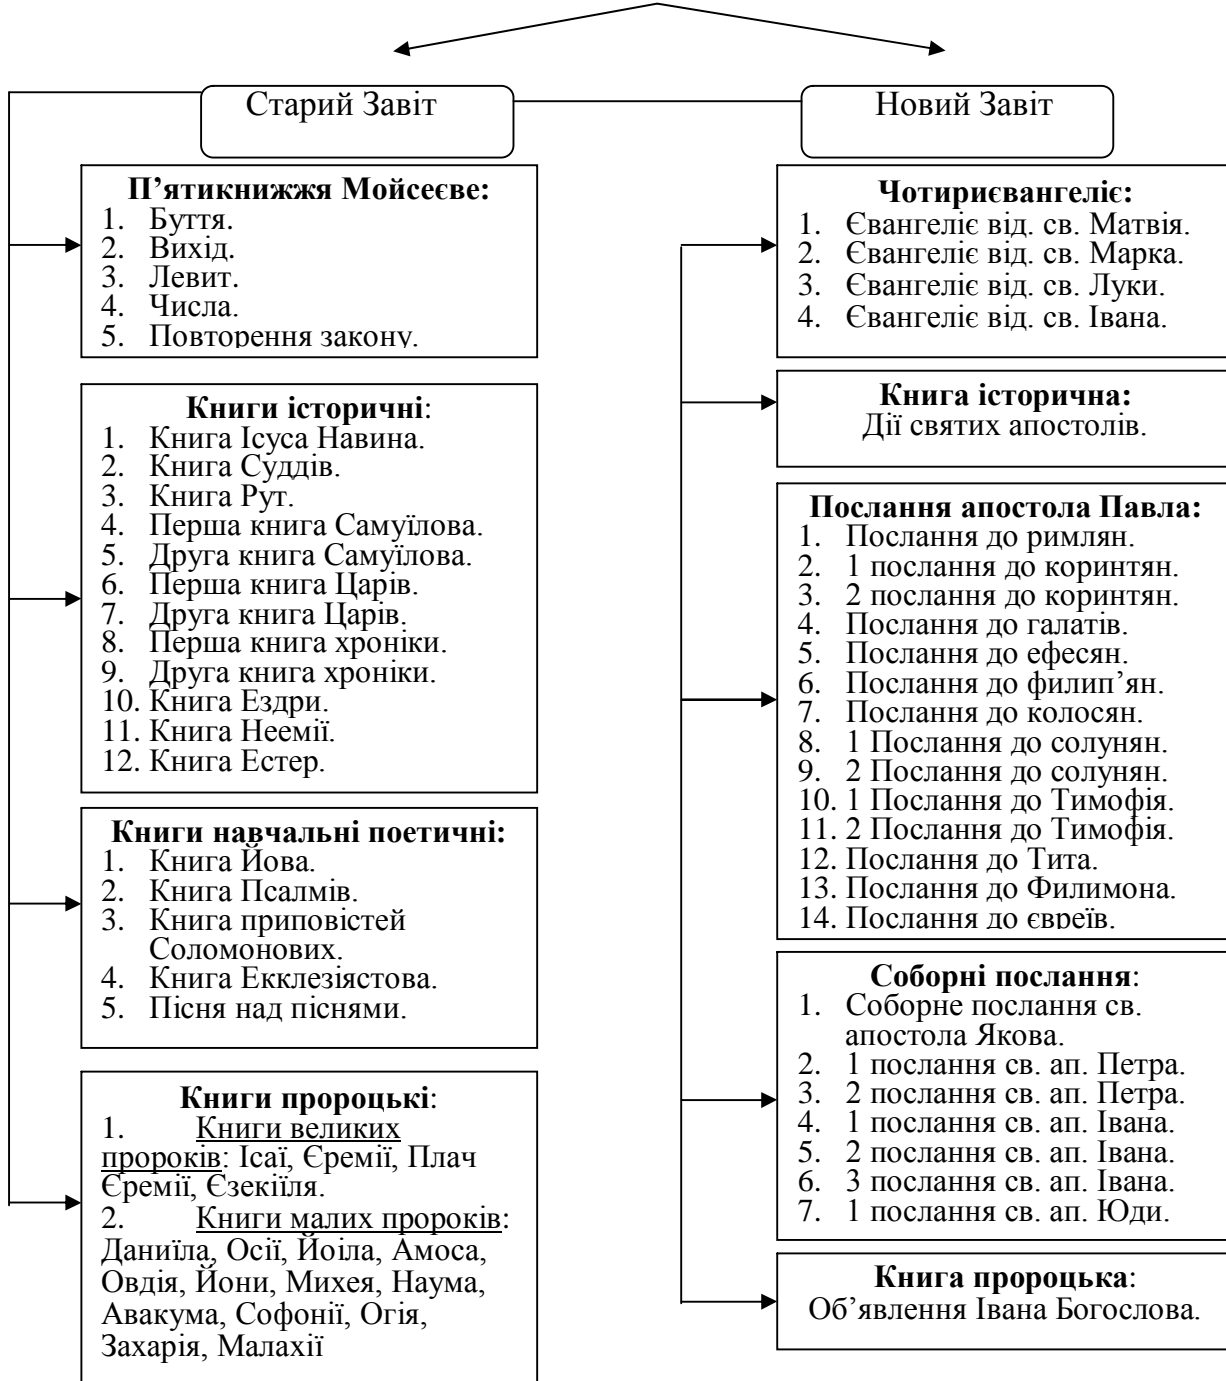 Старий Завіт
П’ятикнижжя Мойсеєве:
1. Буття.
2. Вихід.
3. Левит.
4. Числа.
5. Повторення закону.
Книги історичні:
1. Книга Ісуса Навина.
2. Книга Суддів.
3. Книга Рут.
4. Перша книга Самуїлова.
5. Друга книга Самуїлова.
6. Перша книга Царів.
7. Друга книга Царів.
8. Перша книга хроніки.
9. Друга книга хроніки.
10. Книга Ездри.
11. Книга Неемії.
12. Книга Естер.
Книги навчальні поетичні:
1. Книга Йова.
2. Книга Псалмів.
3. Книга приповістей
Соломонових.
4. Книга Екклезіястова.
5. Пісня над піснями.
Книги пророцькі:
1. Книги великих
пророків: Ісаї, Єремії, Плач
Єремії, Єзекіїля.
2. Книги малих пророків:
Даниїла, Осії, Йоіла, Амоса,
Овдія, Йони, Михея, Наума,
Авакума, Софонії, Огія,
Захарія, Малахії
Новий Завіт
Чотириєвангеліє:
1. Євангеліє від. св. Матвія.
2. Євангеліє від. св. Марка.
3. Євангеліє від. св. Луки.
4. Євангеліє від. св. Івана.
Книга історична:
Дії святих апостолів.
Послання апостола Павла:
1. Послання до римлян.
2. 1 послання до коринтян.
3. 2 послання до коринтян.
4. Послання до галатів.
5. Послання до ефесян.
6. Послання до филип’ян.
7. Послання до колосян.
8. 1 Послання до солунян.
9. 2 Послання до солунян.
10. 1 Послання до Тимофія.
11. 2 Послання до Тимофія.
12. Послання до Тита.
13. Послання до Филимона.
14. Послання до євреїв.
Соборні послання:
1. Соборне послання св.
апостола Якова.
2. 1 послання св. ап. Петра.
3. 2 послання св. ап. Петра.
4. 1 послання св. ап. Івана.
5. 2 послання св. ап. Івана.
6. 3 послання св. ап. Івана.
7. 1 послання св. ап. Юди.
Книга пророцька:
Об’явлення Івана Богослова.